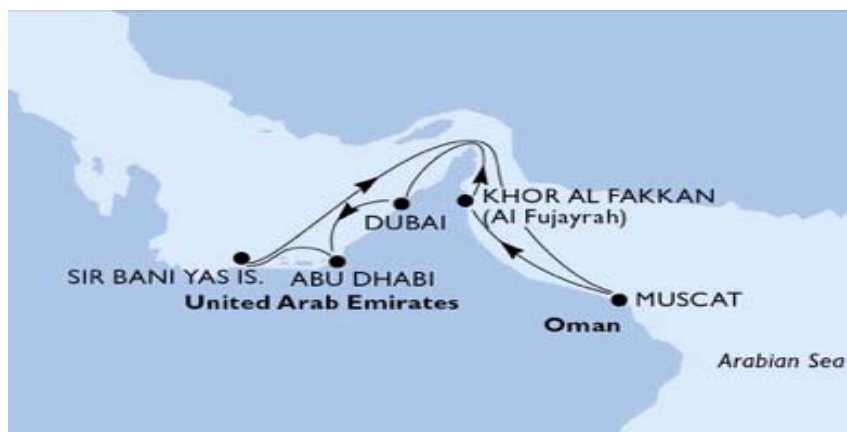 KHOR AL FAKKAN
(Al Fujayrah)
DUBAI
SIR BANI YAS IS.
ABU DHABI
United Arab Emirates
MUSCAT
Oman
Arabian Sea